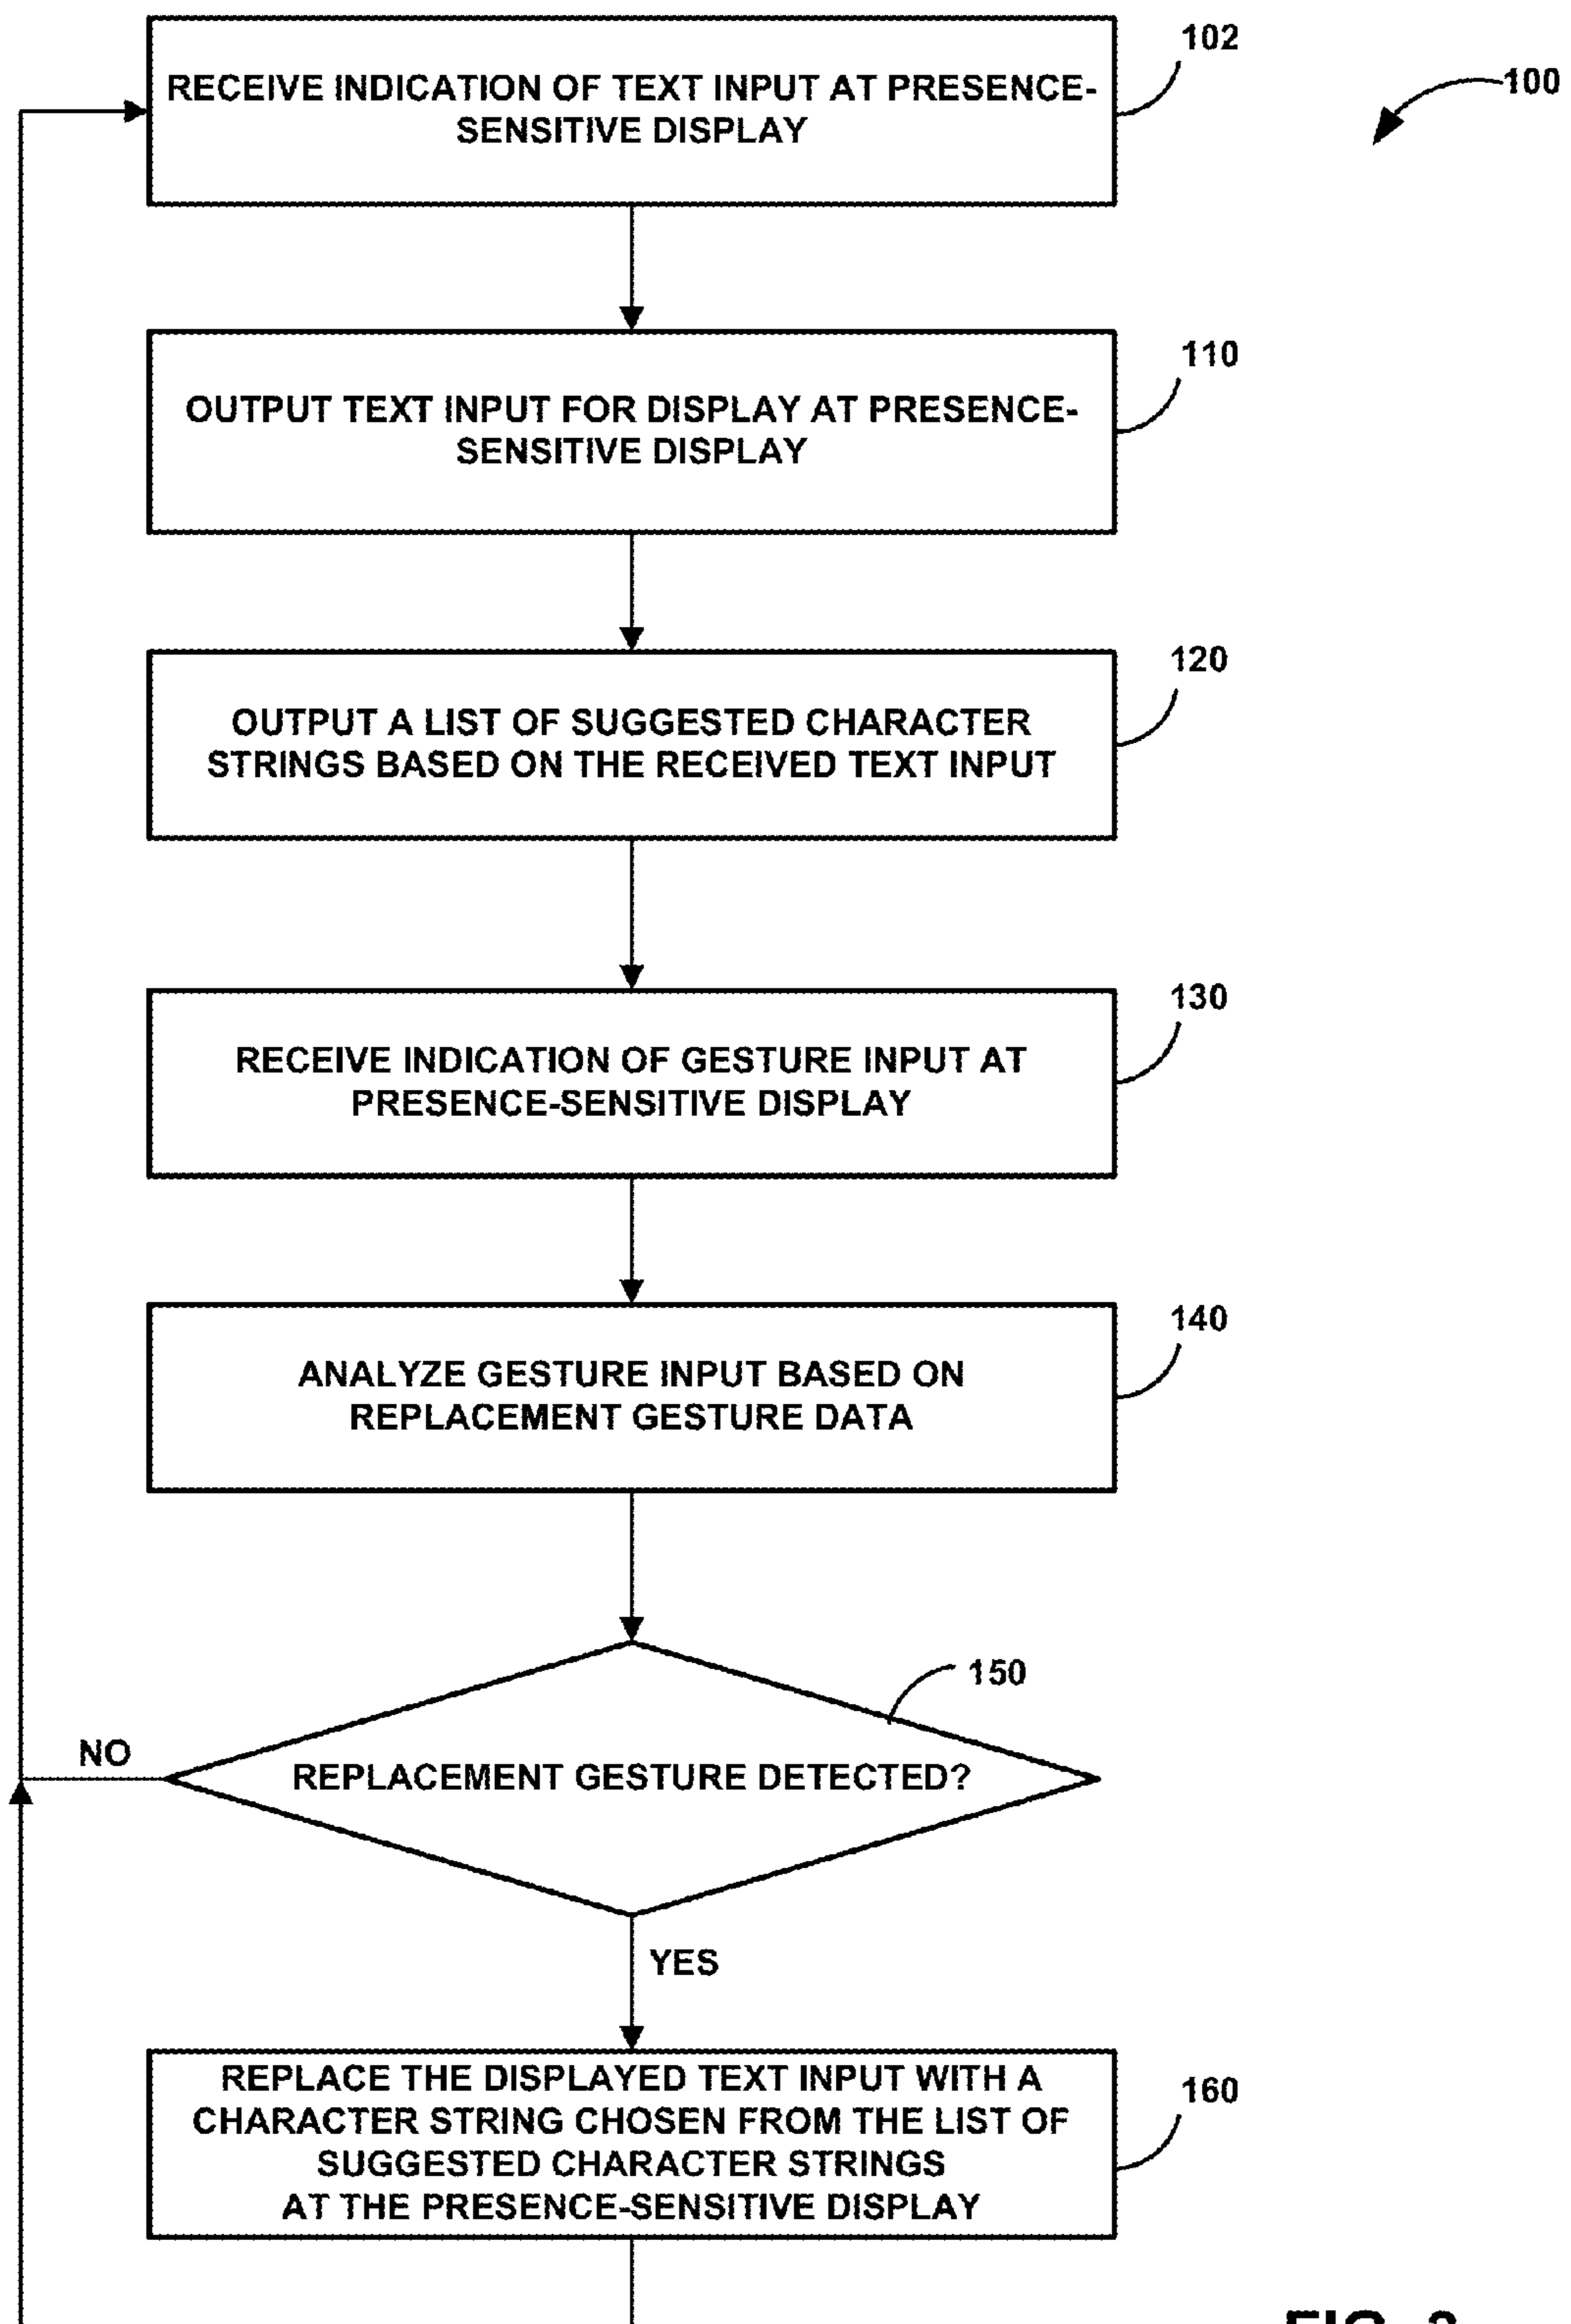 102
100
RECEIVE INDICATION OF TEXT INPUT AT PRESENCE-
SENSITIVE DISPLAY
110
OUTPUT TEXT INPUT FOR DISPLAY AT PRESENCE-
SENSITIVE DISPLAY
120
OUTPUT A LIST OF SUGGESTED CHARACTER
STRINGS BASED ON THE RECEIVED TEXT INPUT
130
RECEIVE INDICATION OF GESTURE INPUT AT
PRESENCE-SENSITIVE DISPLAY
140
ANALYZE GESTURE INPUT BASED ON
REPLACEMENT GESTURE DATA
150
NO
REPLACEMENT GESTURE DETECTED?
YES
160
REPLACE THE DISPLAYED TEXT INPUT WITH A
CHARACTER STRING CHOSEN FROM THE LIST OF
SUGGESTED CHARACTER STRINGS
AT THE PRESENCE-SENSITIVE DISPLAY
FIG.